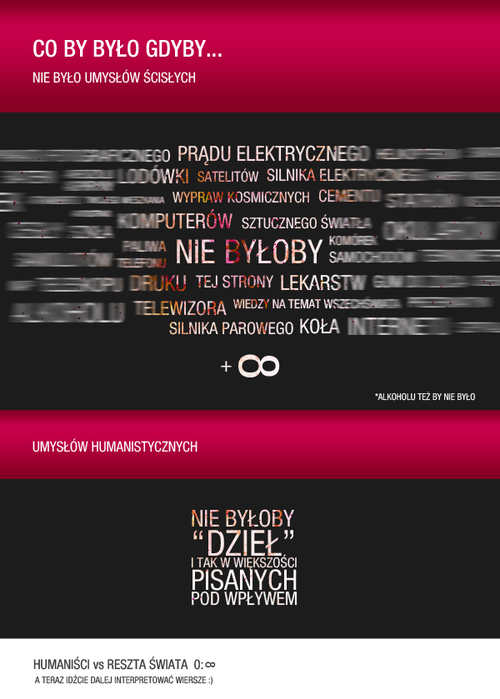 CO BY BYŁO GDYBY...
NIE BYŁO UMYSŁÓW ŚCISŁYCH
PRĄDU ELEKTRYCZNEGO
LODÓWKI SATELITÓW SILNIKA ELEKTRYCZNEGO
WYPRAW KOSMICZNYCH CEMENTU
KOMPUTERÓW SZTUCZNEGO ŚWIATŁA
PALIWA NIE BYŁOBY KOMÓREK
TELEFONU SAMOCHODÓW
DRUKU TEJ STRONY LEKARSTW
ALKOHOLU TELEWIZORA WIEDZY NA TEMAT WSZECHŚWIATA
SILNIKA PAROWEGO KOŁA INTERNETU
+ ∞
*ALKOHOLU TEŻ BY NIE BYŁO
UMYSŁÓW HUMANISTYCZNYCH
NIE BYŁOBY
“DZIEŁ”
I TAK W WIĘKSZOŚCI
PISANYCH
POD WPŁYWEM
HUMANIŚCI vs RESZTA ŚWIATA 0:∞
A TERAZ IDŹCIE DALEJ INTERPRETOWAĆ WIERSZE :)